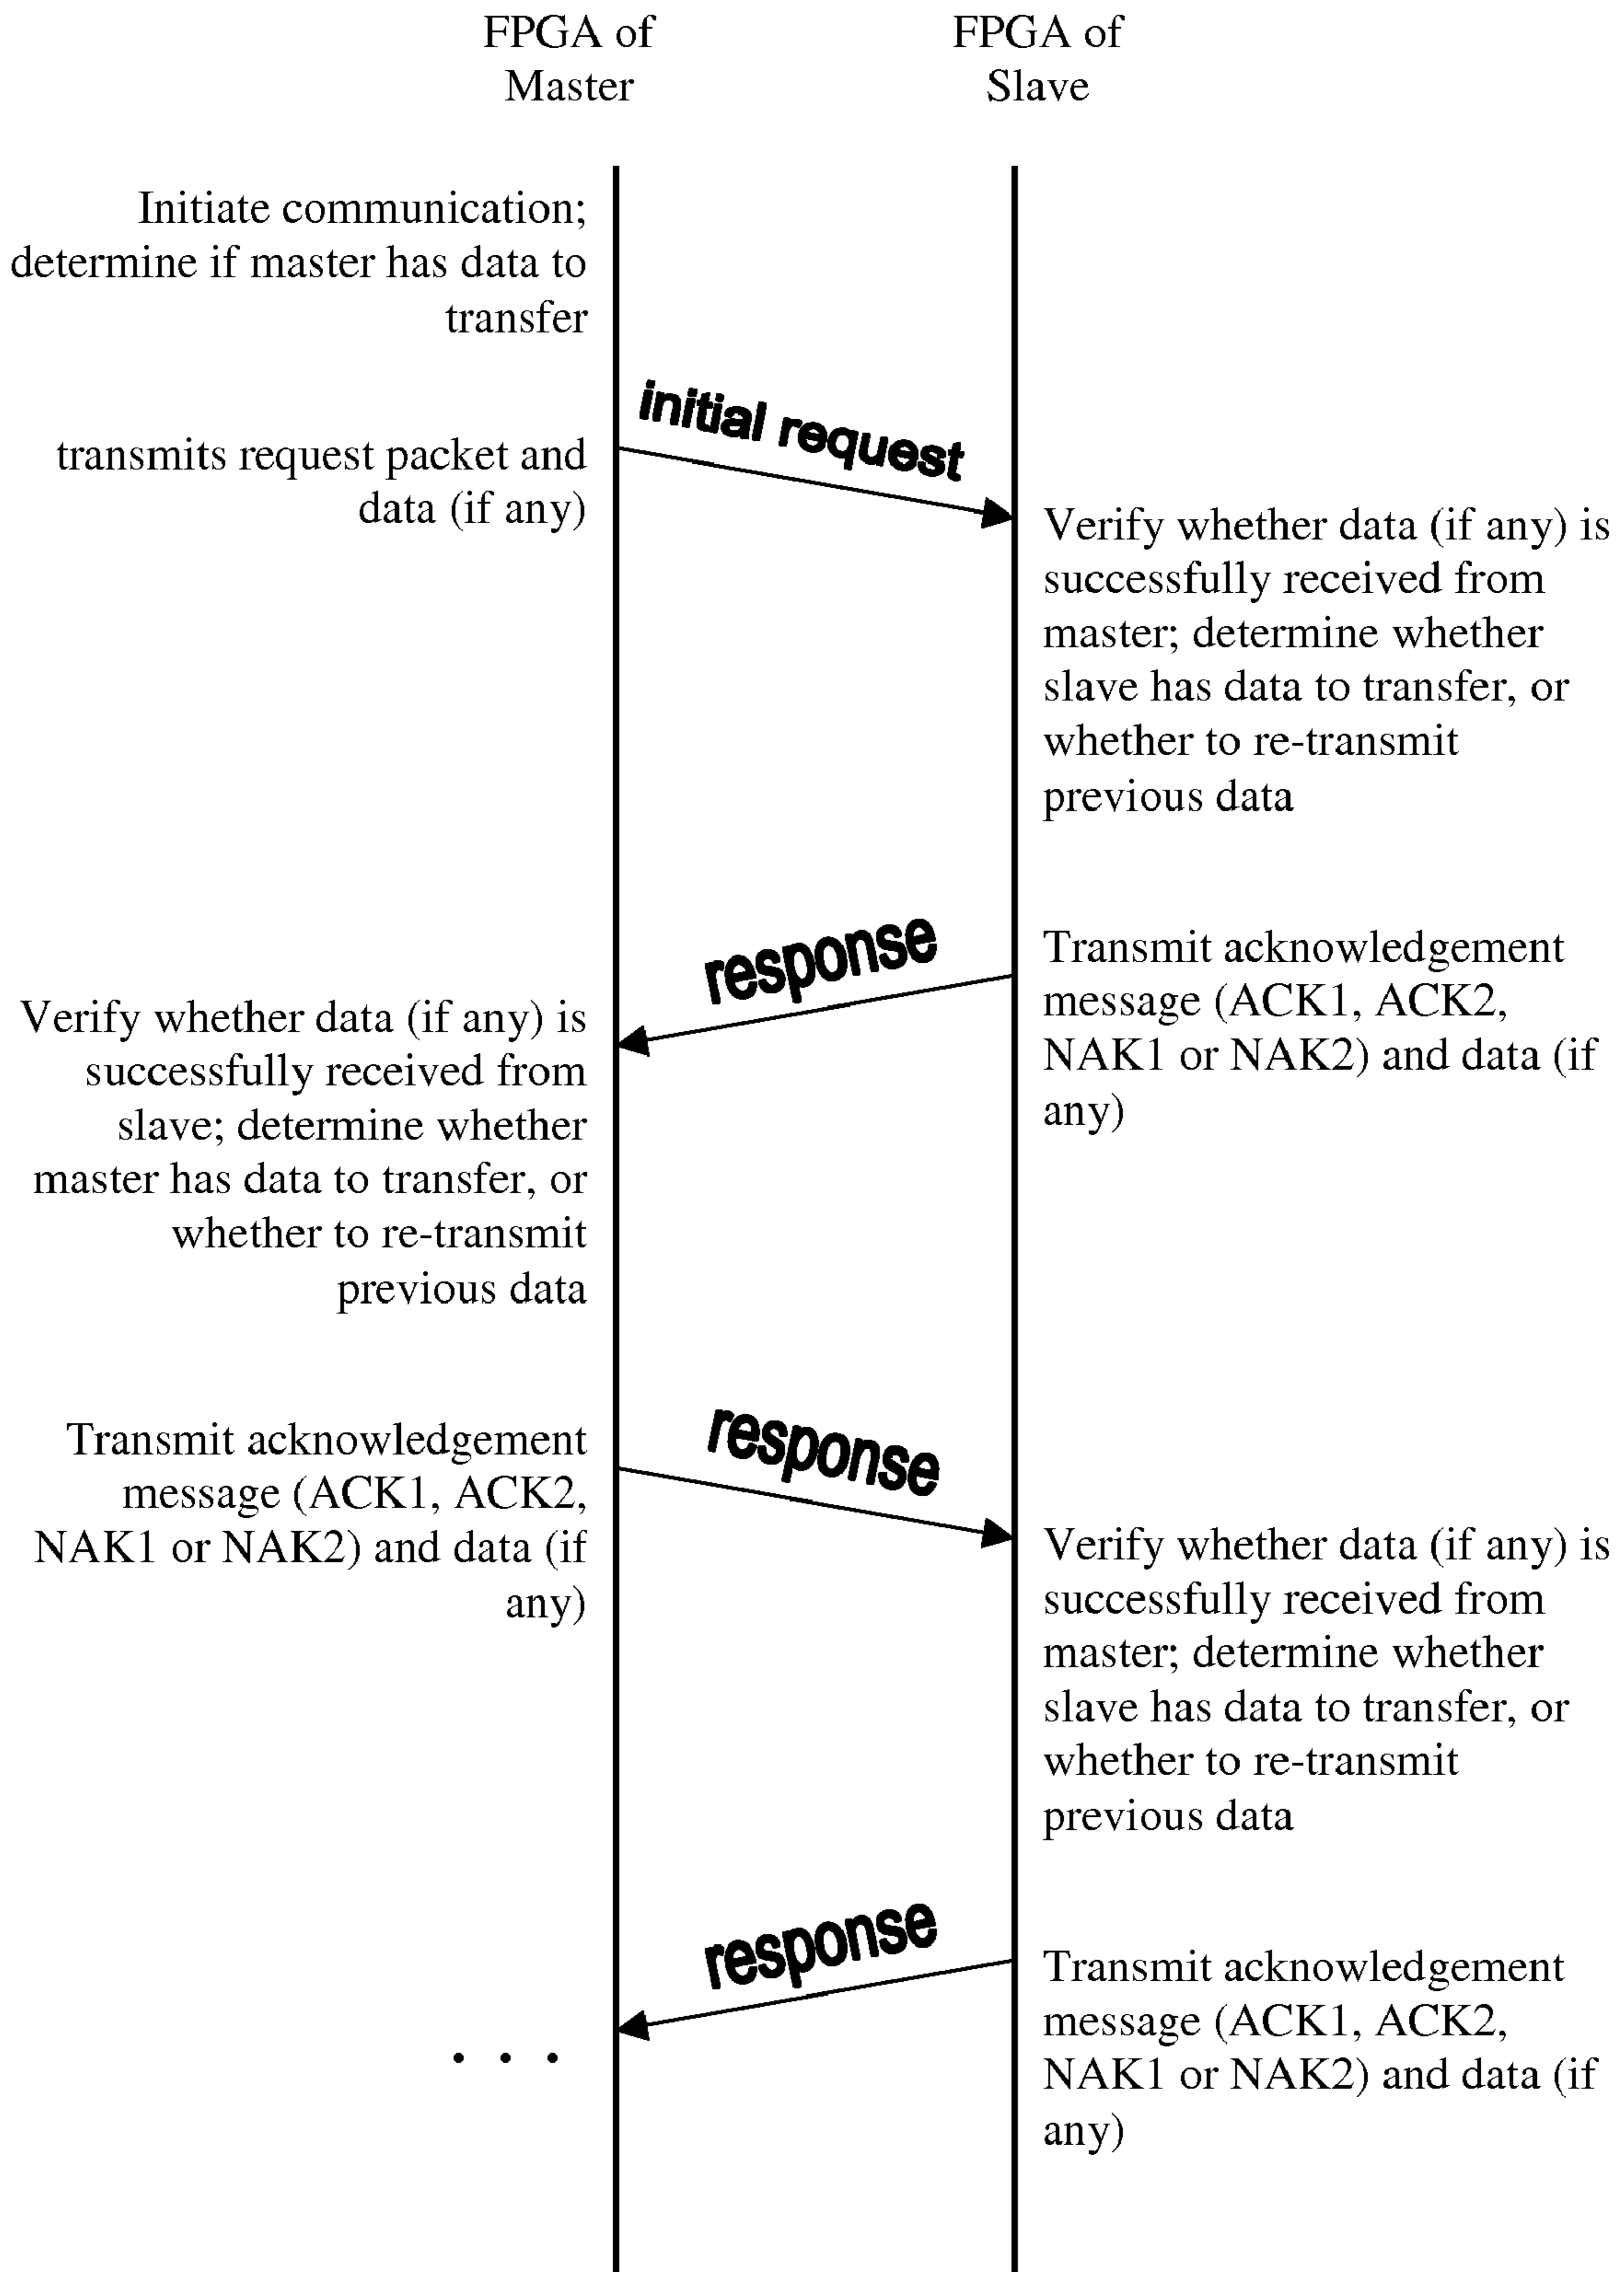 FPGA of
Master
FPGA of
Slave
Initiate communication;
determine if master has data to
transfer
initial request
transmits request packet and
data (if any)
Verify whether data (if any) is
successfully received from
master; determine whether
slave has data to transfer, or
whether to re-transmit
previous data
response
Transmit acknowledgement
message (ACK1, ACK2,
NAK1 or NAK2) and data (if
any)
Verify whether data (if any) is
successfully received from
slave; determine whether
master has data to transfer, or
whether to re-transmit
previous data
response
Transmit acknowledgement
message (ACK1, ACK2,
NAK1 or NAK2) and data (if
any)
Verify whether data (if any) is
successfully received from
master; determine whether
slave has data to transfer, or
whether to re-transmit
previous data
response
Transmit acknowledgement
message (ACK1, ACK2,
NAK1 or NAK2) and data (if
any)
. . .